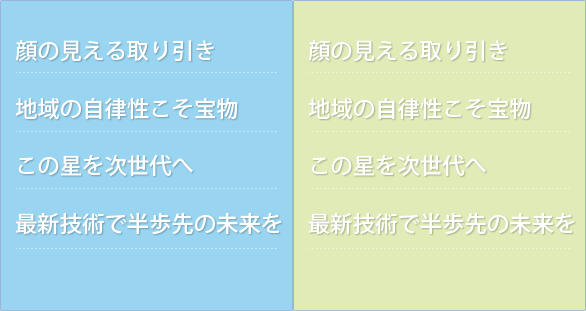 顔の見える取り引き
地域の自律性こそ宝物
この星を次世代へ
最新技術で半歩先の未来を
顔の見える取り引き
地域の自律性こそ宝物
この星を次世代へ
最新技術で半歩先の未来を